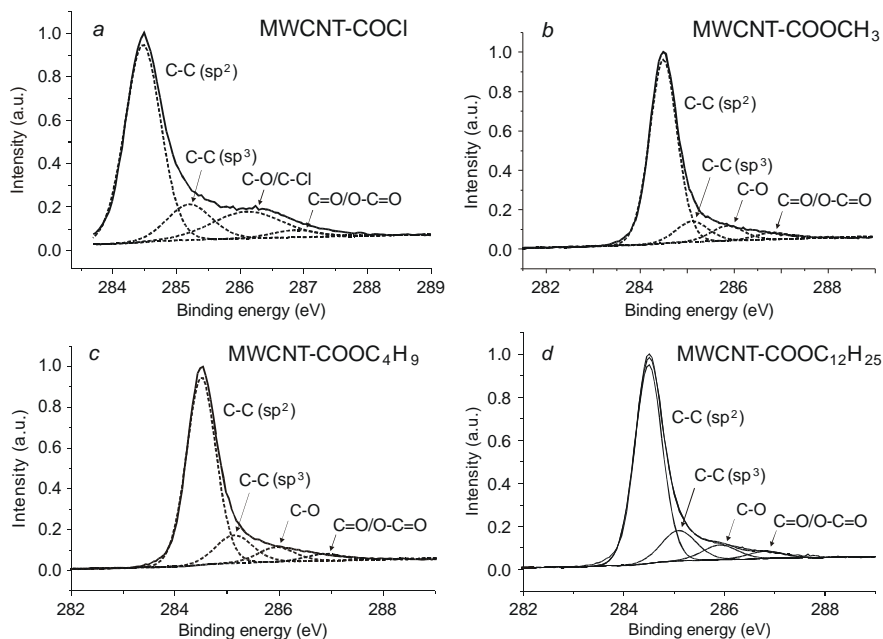 a
MWCNT-COCl
C-C (sp²)
C-C (sp³)
C-O/C-Cl
C=O/O-C=O
Intensity (a.u.)
1.0
0.8
0.6
0.4
0.2
0.0
284 285 286 287 288 289
Binding energy (eV)
b
MWCNT-COOCH₃
C-C (sp²)
C-C (sp³)
C-O
C=O/O-C=O
Intensity (a.u.)
1.0
0.8
0.6
0.4
0.2
0.0
282 284 286 288
Binding energy (eV)
c
MWCNT-COOC₄H₉
C-C (sp²)
C-C (sp³)
C-O
C=O/O-C=O
Intensity (a.u.)
1.0
0.8
0.6
0.4
0.2
0.0
282 284 286 288
Binding energy (eV)
d
MWCNT-COOC₁₂H₂₅
C-C (sp²)
C-C (sp³)
C-O
C=O/O-C=O
Intensity (a.u.)
1.0
0.8
0.6
0.4
0.2
0.0
282 284 286 288
Binding energy (eV)